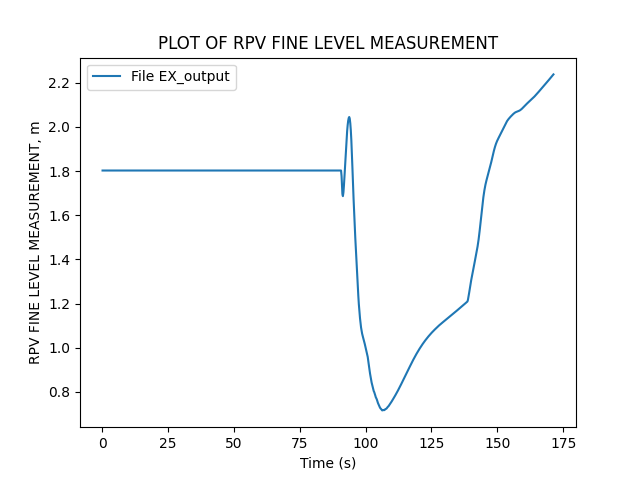 PLOT OF RPV FINE LEVEL MEASUREMENT
File EX_output
RPV FINE LEVEL MEASUREMENT, m
2.2
2.0
1.8
1.6
1.4
1.2
1.0
0.8
0 25 50 75 100 125 150 175
Time (s)